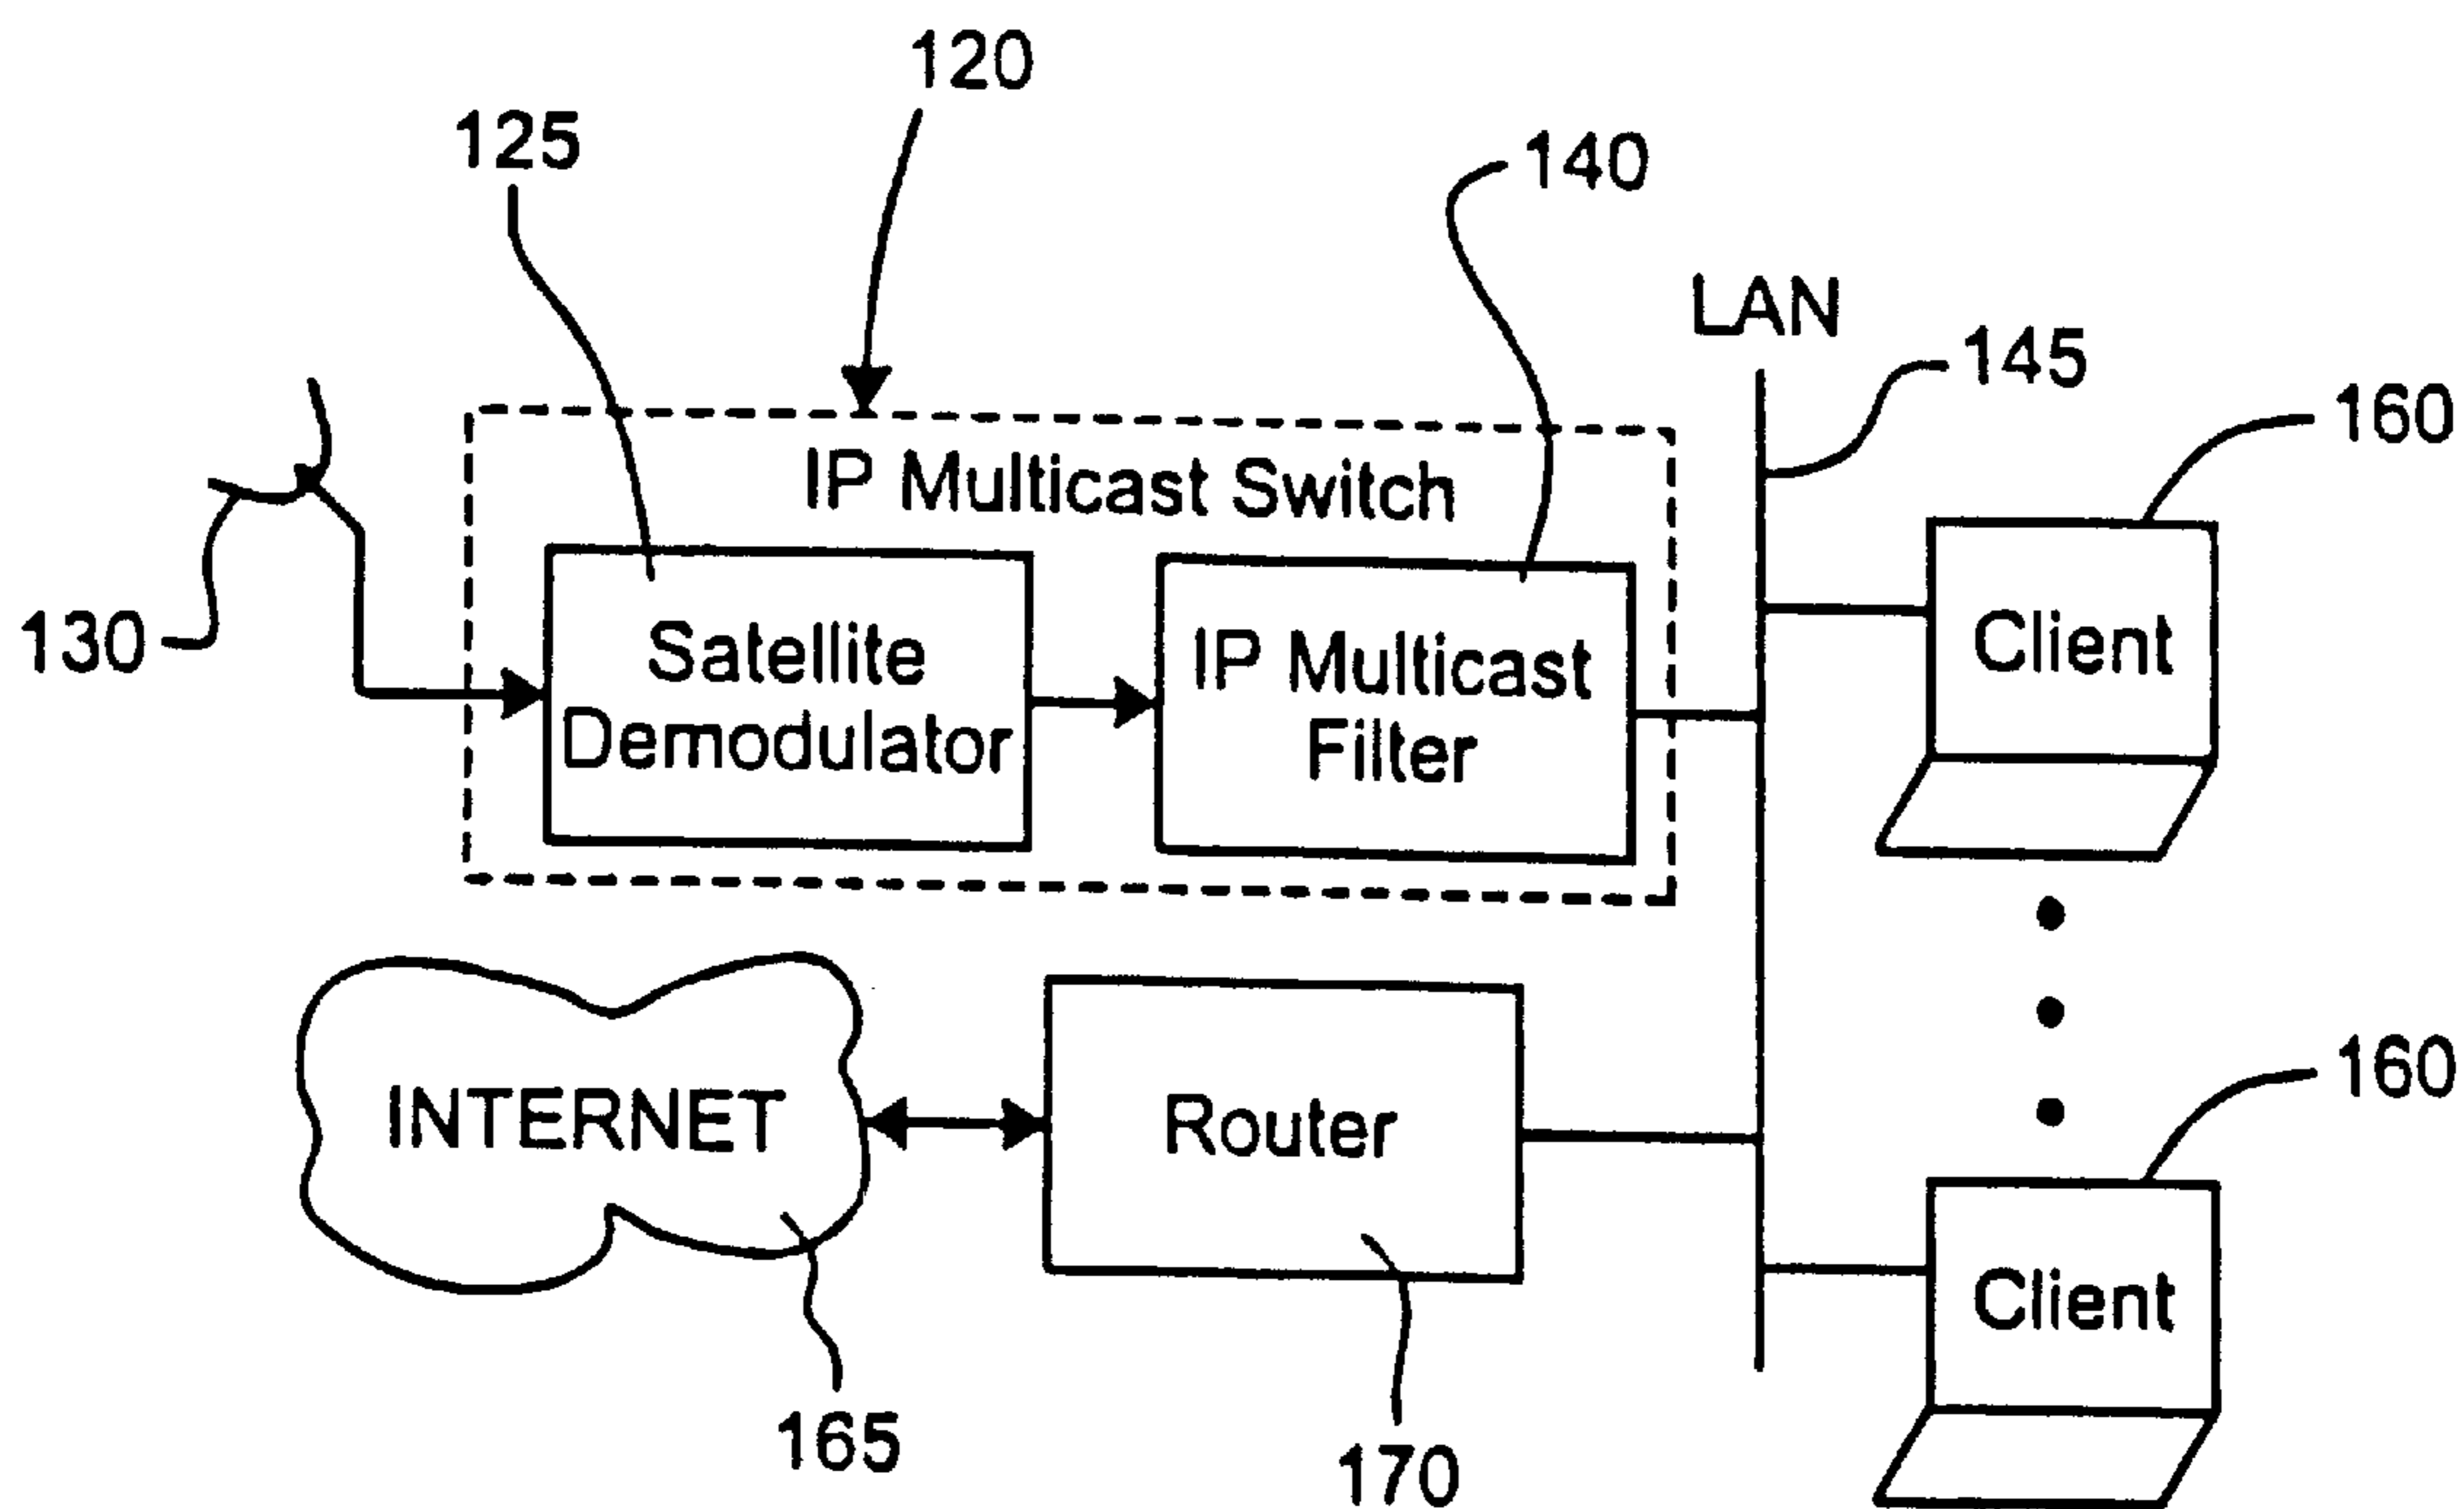 120
125
140
LAN
145
160
IP Multicast Switch
130
Satellite
Demodulator
IP Multicast
Filter
Client
INTERNET
Router
160
Client
165
170